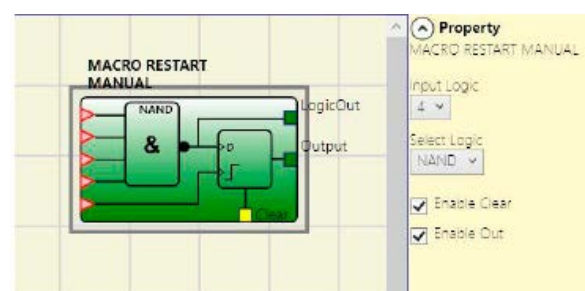 MACRO RESTART
MANUAL
NAND
&
D
LogicOut
Output
Clear
Property
MACRO RESTART MANUAL
Input Logic
4
Select Logic
NAND
Enable Clear
Enable Out